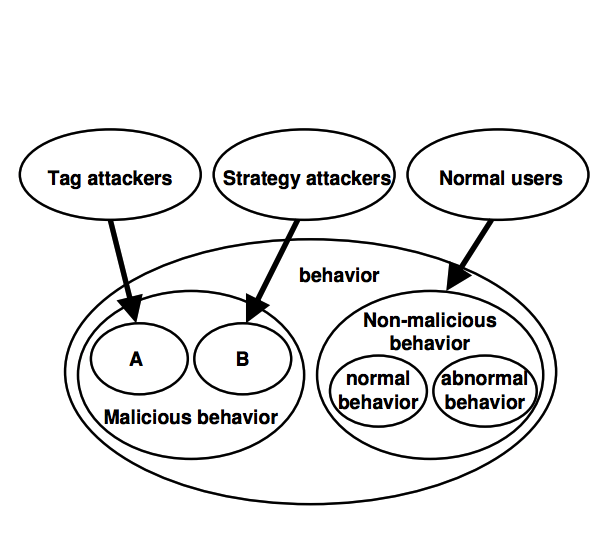 Tag attackers
Strategy attackers
Normal users
behavior
Non-malicious
behavior
A
B
normal
behavior
abnormal
behavior
Malicious behavior